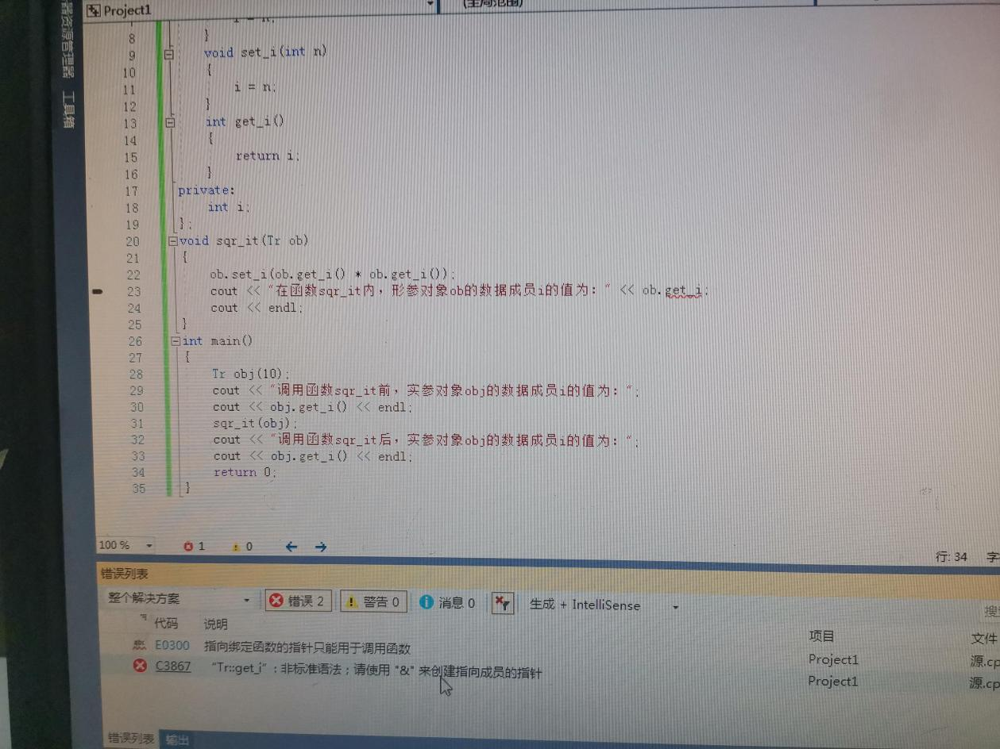 Project1
(全局范围)
器资源管理器
工具箱
i = n;
8 }
9 void set_i(int n)
10 {
11 i = n;
12 }
13 int get_i()
14 {
15 return i;
16 }
17 private:
18 int i;
19 };
20 void sqr_it(Tr ob)
21 {
22 ob.set_i(ob.get_i() * ob.get_i());
23 cout << "在函数sqr_it内，形参对象ob的数据成员i的值为：" << ob.get_i;
24 cout << endl;
25 }
26 int main()
27 {
28 Tr obj(10);
29 cout << "调用函数sqr_it前，实参对象obj的数据成员i的值为：";
30 cout << obj.get_i() << endl;
31 sqr_it(obj);
32 cout << "调用函数sqr_it后，实参对象obj的数据成员i的值为：";
33 cout << obj.get_i() << endl;
34 return 0;
35 }
100 % 1 0 行: 34 字
错误列表
整个解决方案 错误 2 警告 0 消息 0 生成 + IntelliSense 搜
代码 说明 项目 文件
E0300 指向绑定函数的指针只能用于调用函数 Project1 源.cp
C3867 "Tr::get_i"：非标准语法；请使用 "&" 来创建指向成员的指针 Project1 源.cp
错误列表 输出